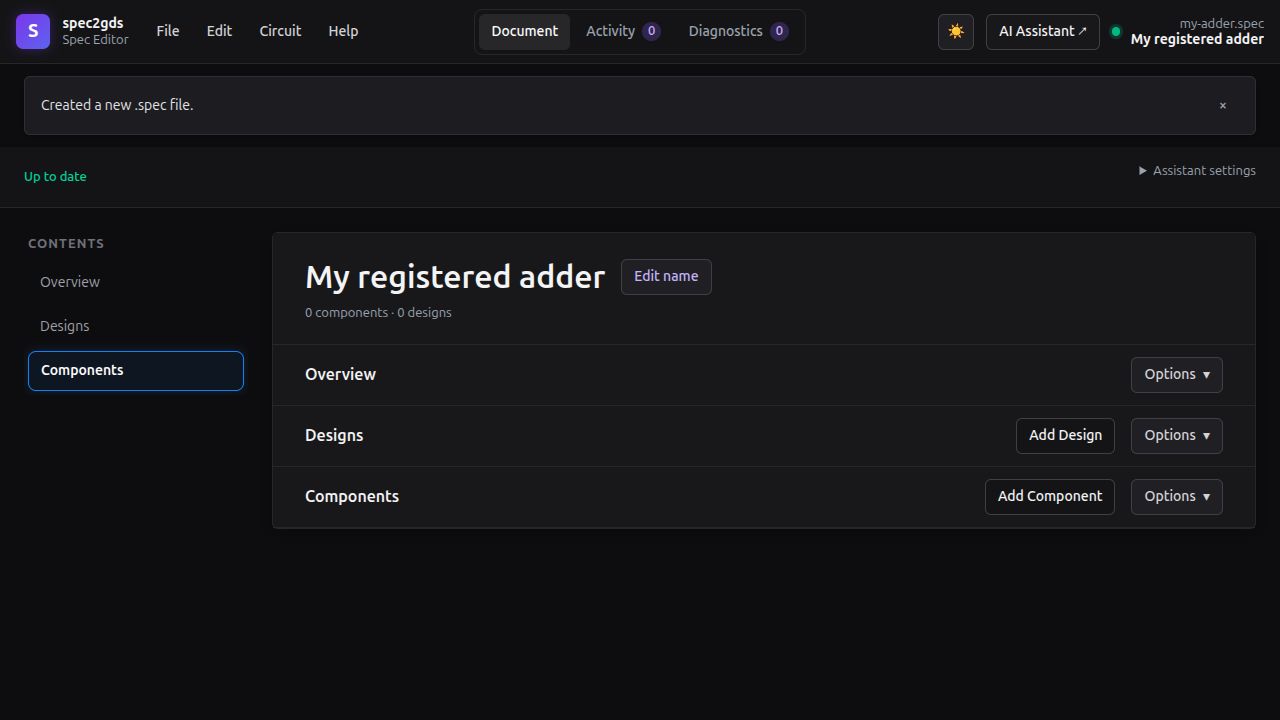 S
spec2gds
Spec Editor
File
Edit
Circuit
Help
Document
Activity 0
Diagnostics 0
AI Assistant ↗
my-adder.spec
My registered adder
Created a new .spec file.
×
Up to date
▶ Assistant settings
CONTENTS
Overview
Designs
Components
My registered adder
Edit name
0 components · 0 designs
Overview
Options ▾
Designs
Add Design
Options ▾
Components
Add Component
Options ▾